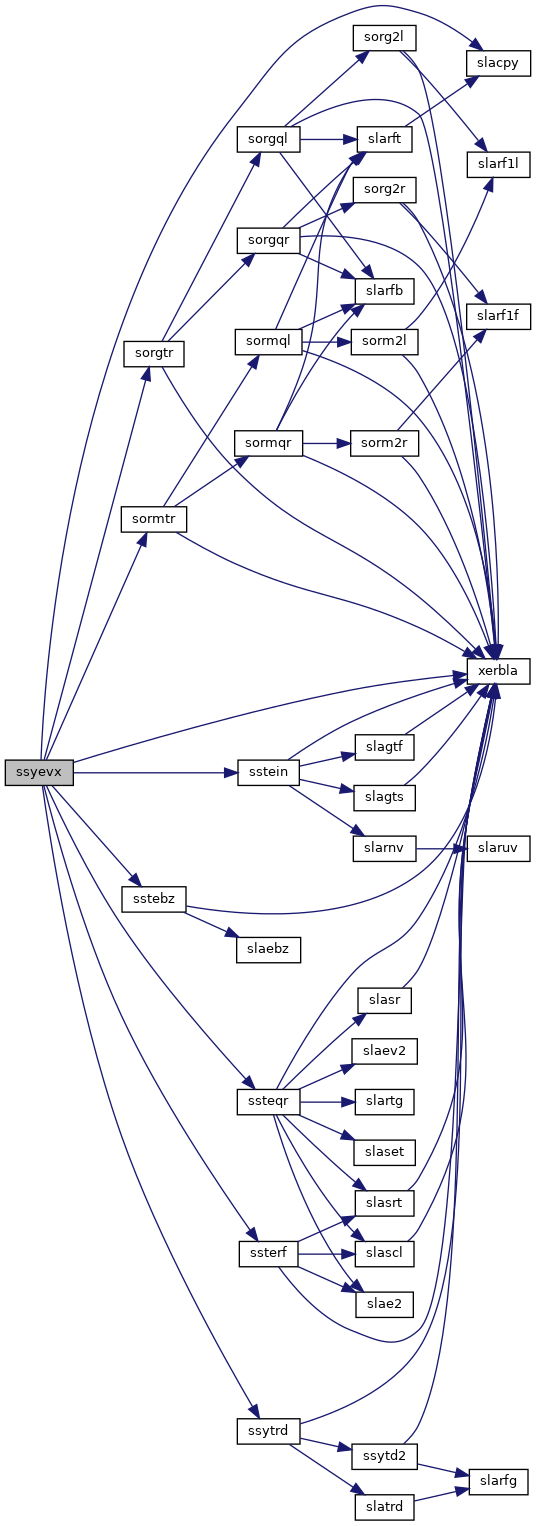 sorg2l
slacpy
sorgql
slarft
slarf1l
sorg2r
sorgqr
slarfb
slarf1f
sormql
sorm2l
sorgtr
sormqr
sorm2r
sormtr
xerbla
slagtf
ssyevx
sstein
slagts
slarnv
slaruv
sstebz
slaebz
slasr
slaev2
ssteqr
slartg
slaset
slasrt
ssterf
slascl
slae2
ssytrd
ssytd2
slarfg
slatrd